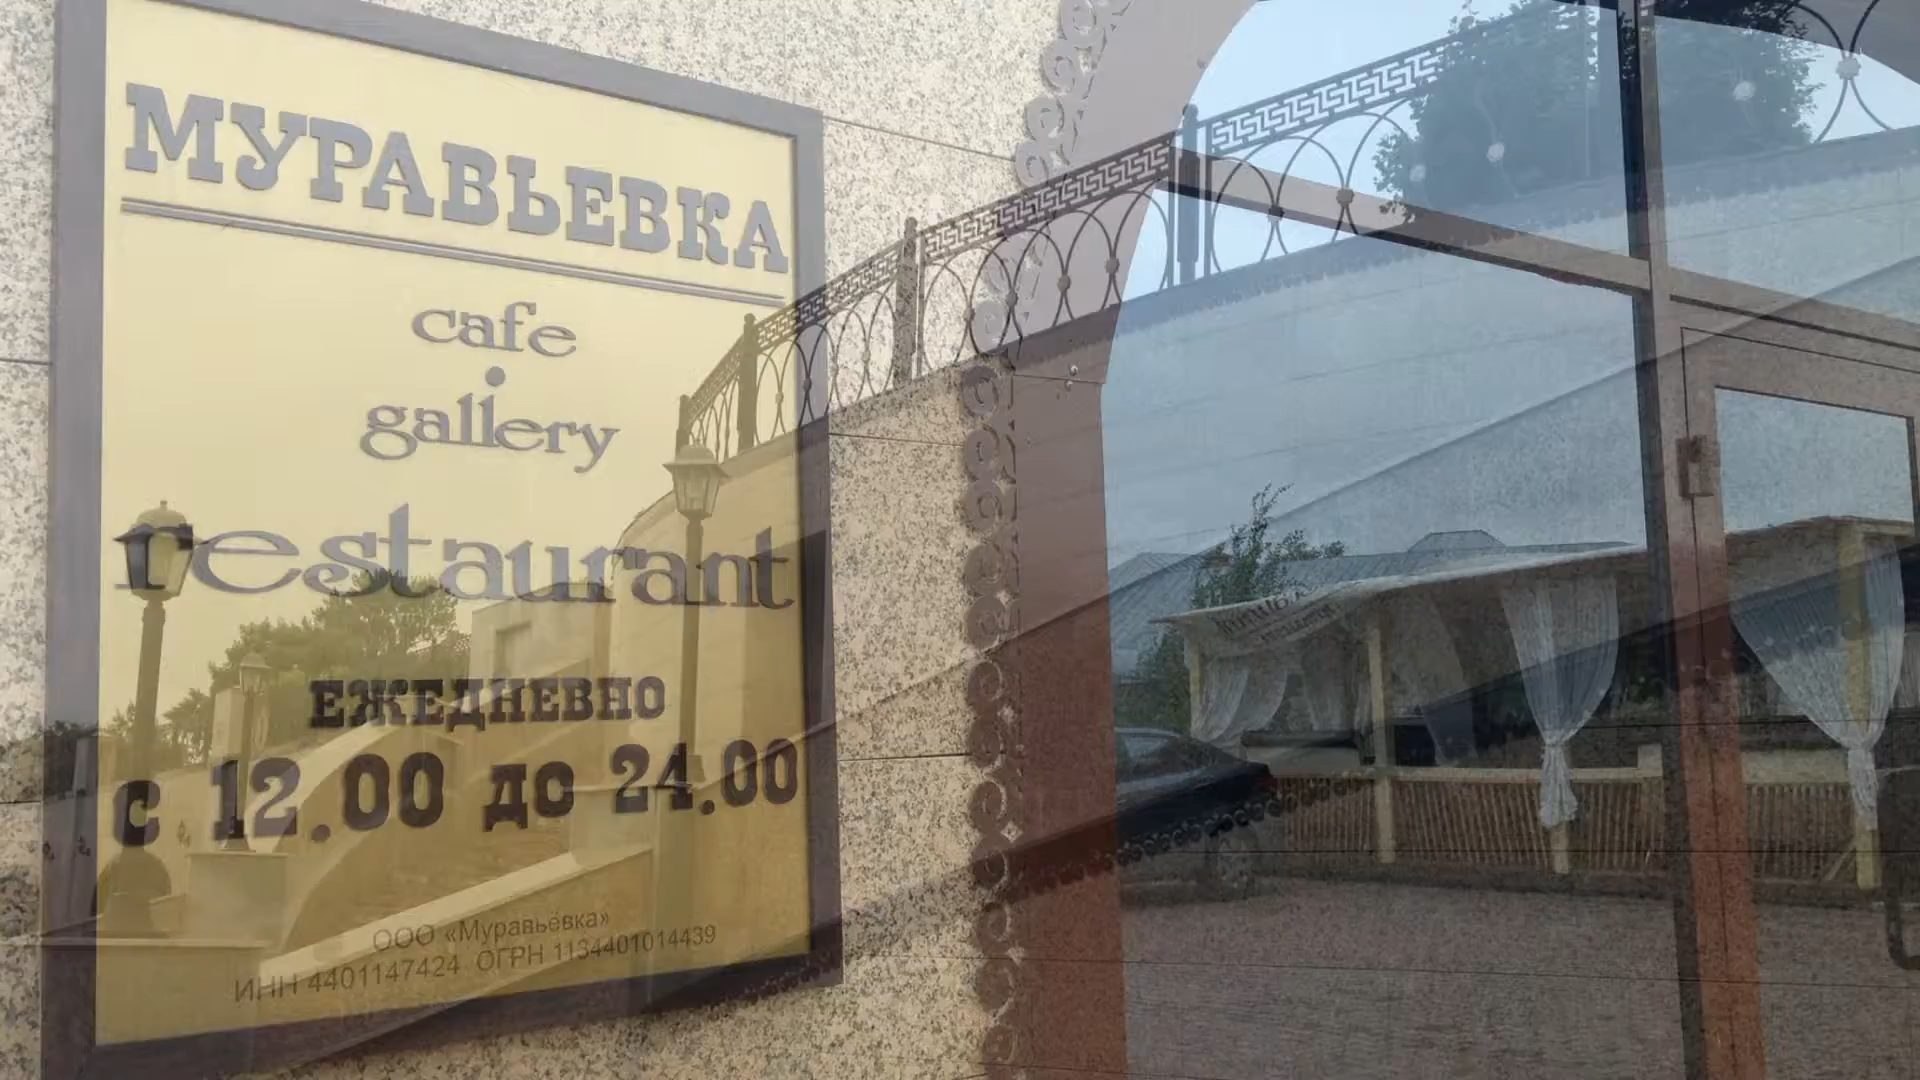 МУРАВЬЕВКА
cafe
gallery
restaurant
ЕЖЕДНЕВНО
с 12.00 до 24.00
ООО «Муравьёвка»
ИНН 4401147424 ОГРН 1134401014439